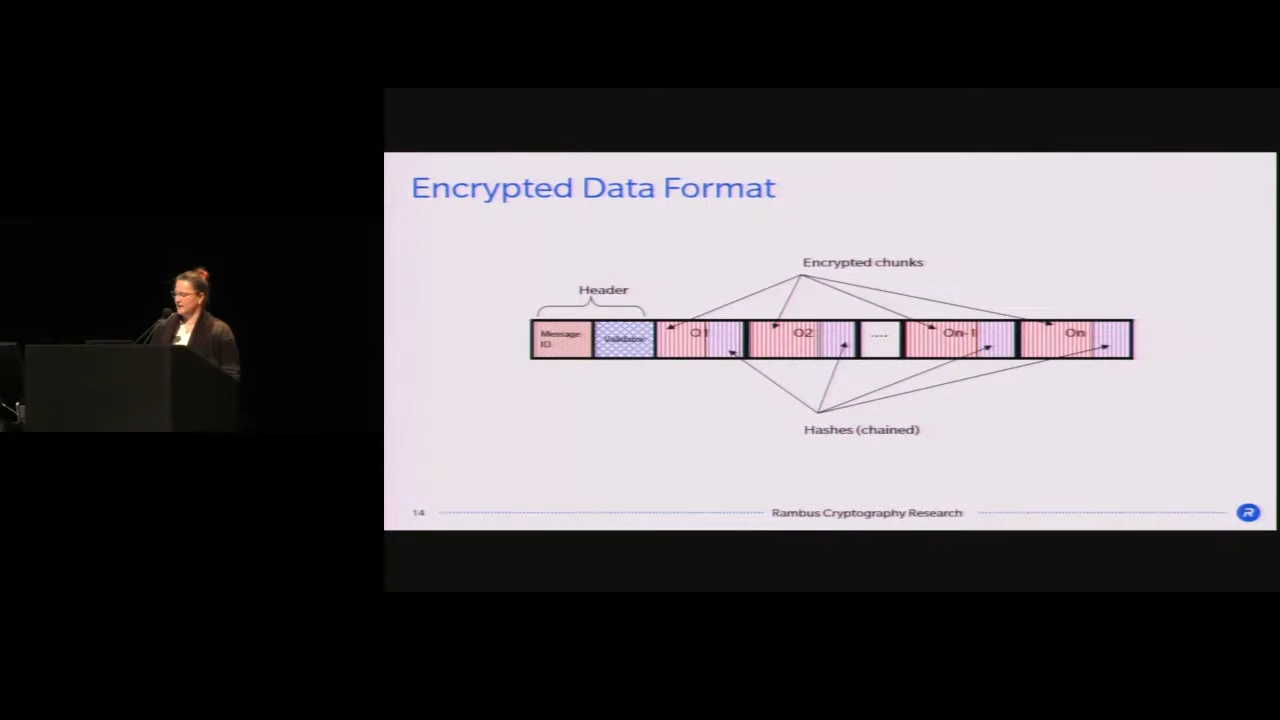 Encrypted Data Format
Encrypted chunks
Header
Message
ID
Validator
O1
O2
....
On-1
On
Hashes (chained)
14
Rambus Cryptography Research
R